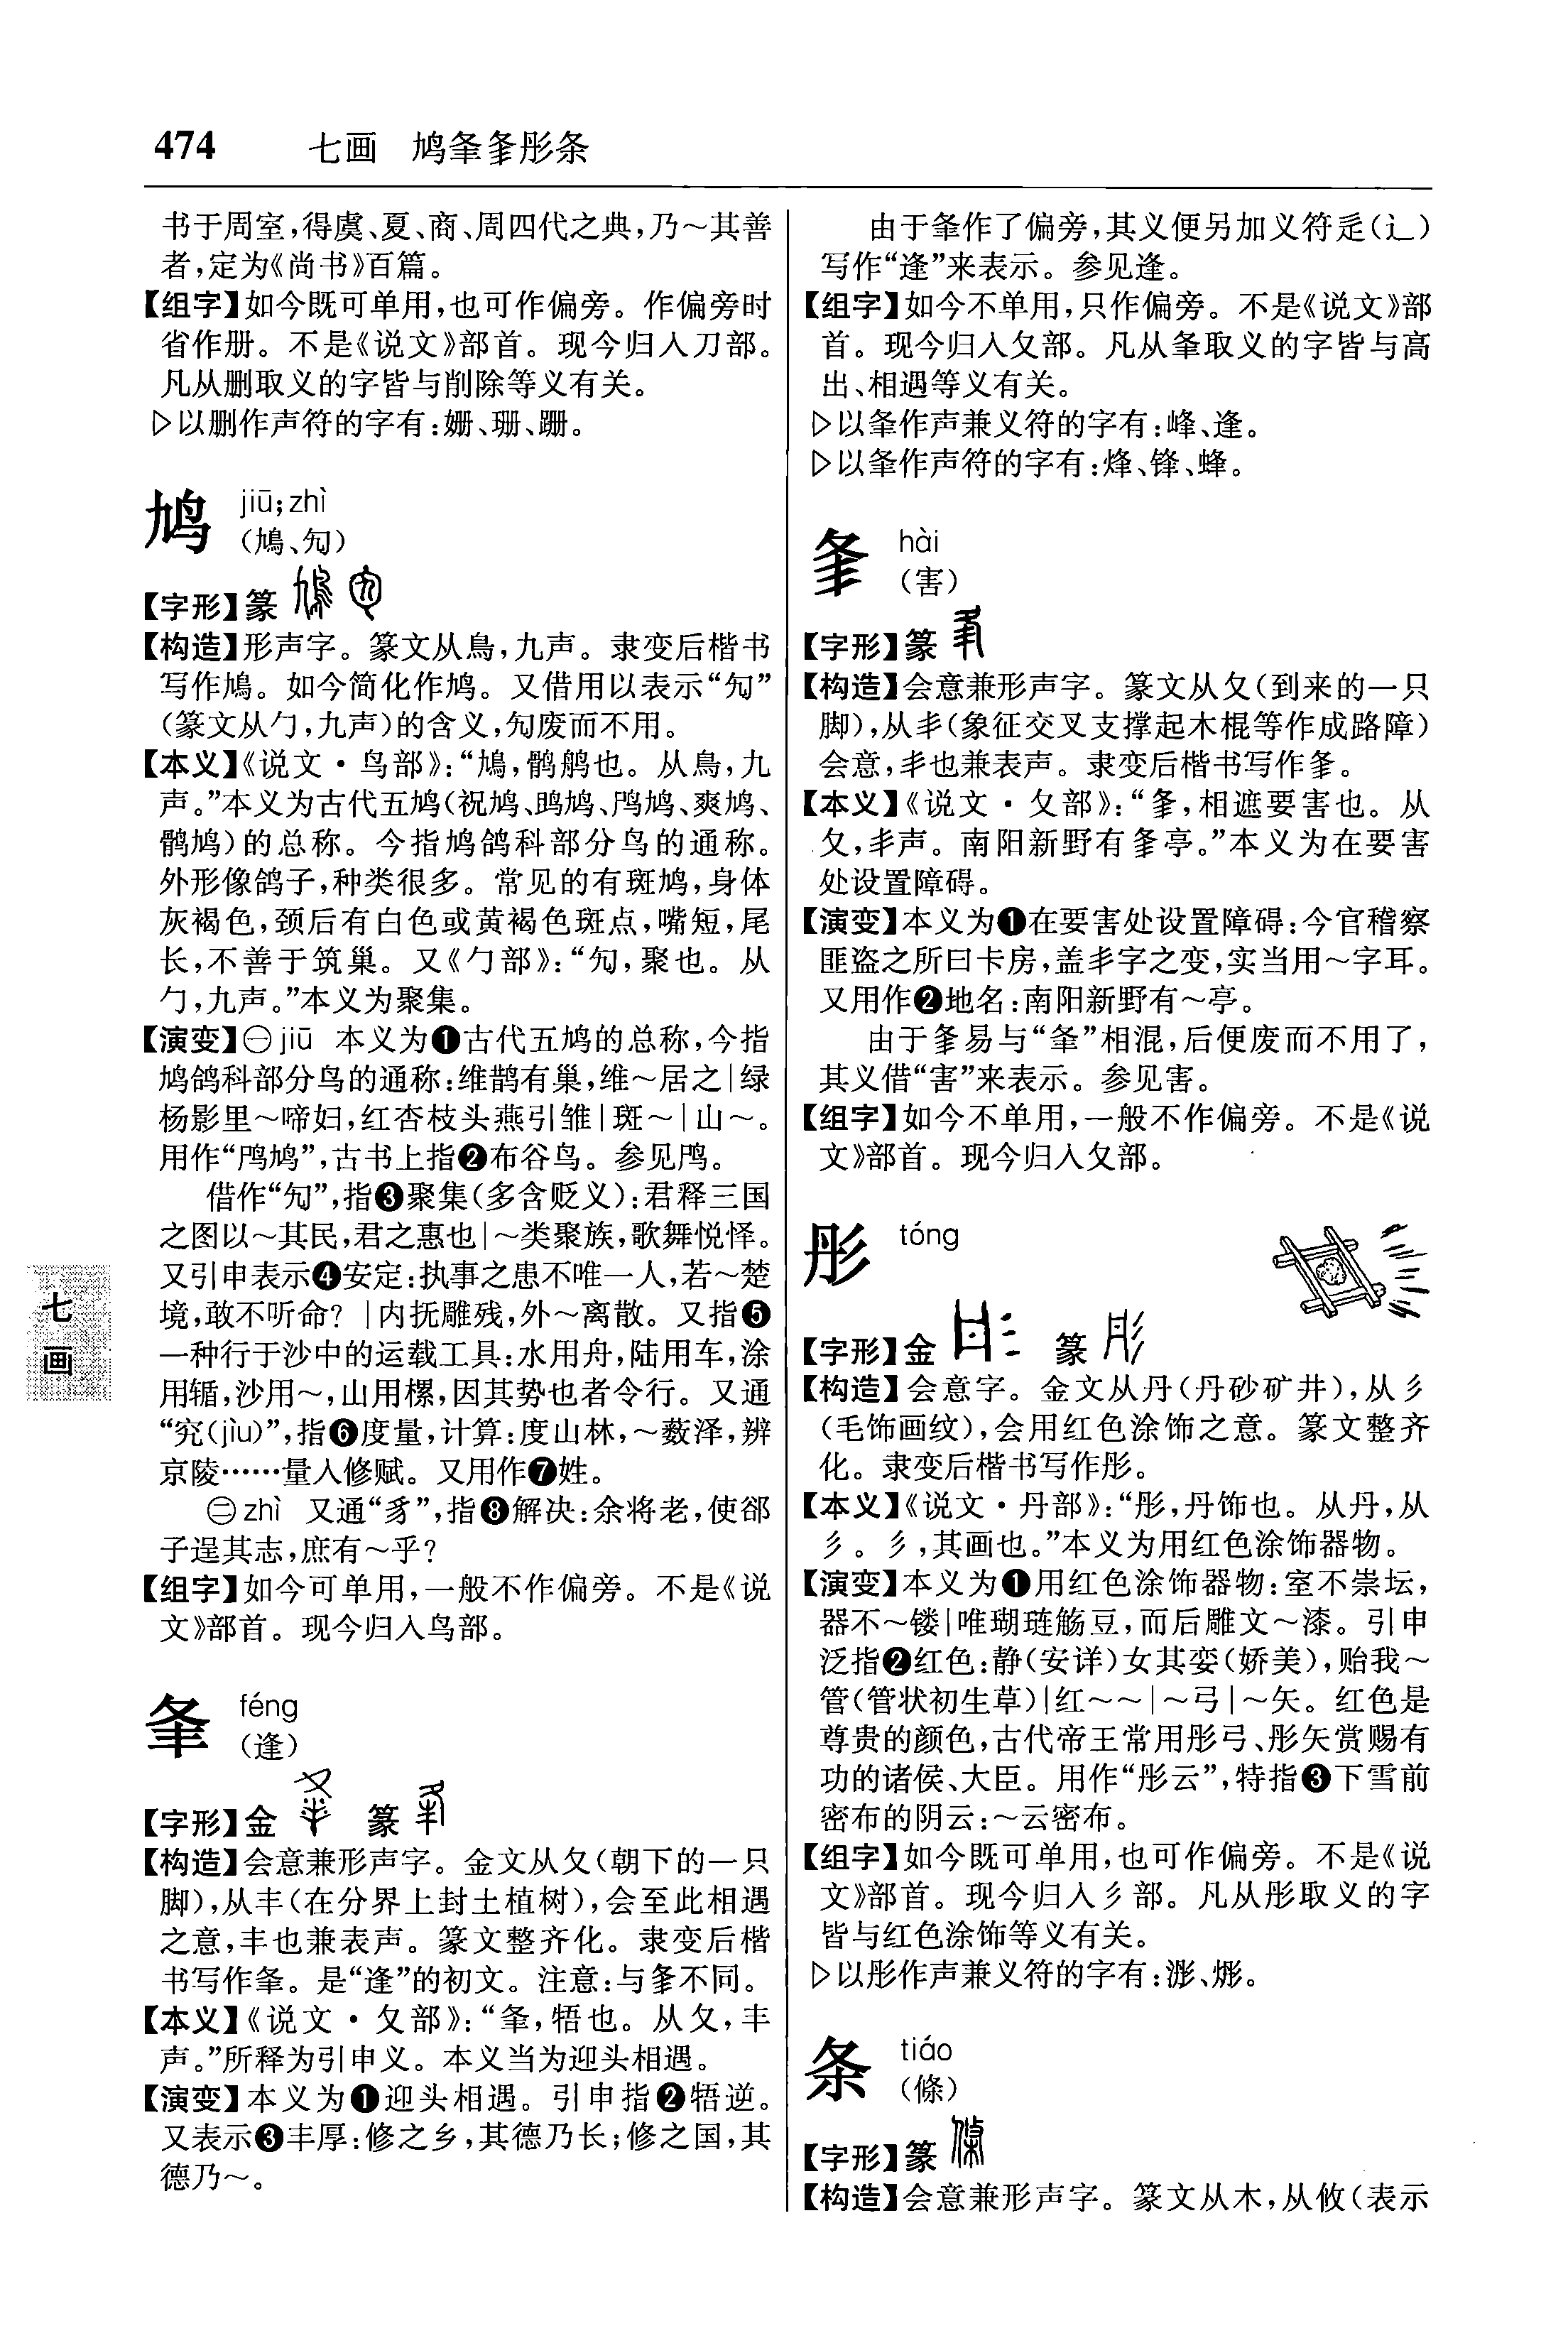 474 七画 鸠夆夅彤条
书于周室，得虞、夏、商、周四代之典，乃～其善
者，定为《尚书》百篇。
【组字】如今既可单用，也可作偏旁。作偏旁时
省作册。不是《说文》部首。现今归入刀部。
凡从删取义的字皆与削除等义有关。
▷以删作声符的字有：姗、珊、跚。
鸠 jiū；zhì
（鳩、勼）
【字形】篆
【构造】形声字。篆文从鳥，九声。隶变后楷书
写作鳩。如今简化作鸠。又借用以表示“勼”
（篆文从勹，九声）的含义，勼废而不用。
【本义】《说文·鸟部》：“鳩，鹘鸼也。从鳥，九
声。”本义为古代五鸠（祝鸠、鴡鸠、鸤鸠、爽鸠、
鹘鸠）的总称。今指鸠鸽科部分鸟的通称。
外形像鸽子，种类很多。常见的有斑鸠，身体
灰褐色，颈后有白色或黄褐色斑点，嘴短，尾
长，不善于筑巢。又《勹部》：“勼，聚也。从
勹，九声。”本义为聚集。
【演变】㊀jiū 本义为❶古代五鸠的总称，今指
鸠鸽科部分鸟的通称：维鹊有巢，维～居之|绿
杨影里～啼妇，红杏枝头燕引雏|斑～|山～。
用作“鸤鸠”，古书上指❷布谷鸟。参见鸤。
借作“勼”，指❸聚集（多含贬义）：君释三国
之图以～其民，君之惠也|～类聚族，歌舞悦怿。
又引申表示❹安定：执事之患不唯一人，若～楚
境，敢不听命？|内抚雕残，外～离散。又指❺
一种行于沙中的运载工具：水用舟，陆用车，涂
用輴，沙用～，山用樏，因其势也者令行。又通
“究(jiù)”，指❻度量，计算：度山林，～薮泽，辨
京陵……量入修赋。又用作❼姓。
㊁zhì 又通“豸”，指❽解决：余将老，使郤
子逞其志，庶有～乎？
【组字】如今可单用，一般不作偏旁。不是《说
文》部首。现今归入鸟部。
夆 féng
（逢）
【字形】金 篆
【构造】会意兼形声字。金文从夂（朝下的一只
脚），从丰（在分界上封土植树），会至此相遇
之意，丰也兼表声。篆文整齐化。隶变后楷
书写作夆。是“逢”的初文。注意：与夅不同。
【本义】《说文·夂部》：“夆，牾也。从夂，丰
声。”所释为引申义。本义当为迎头相遇。
【演变】本义为❶迎头相遇。引申指❷牾逆。
又表示❸丰厚：修之乡，其德乃长；修之国，其
德乃～。
由于夆作了偏旁，其义便另加义符辵（辶）
写作“逢”来表示。参见逢。
【组字】如今不单用，只作偏旁。不是《说文》部
首。现今归入夂部。凡从夆取义的字皆与高
出、相遇等义有关。
▷以夆作声兼义符的字有：峰、逢。
▷以夆作声符的字有：烽、锋、蜂。
夅 hài
（害）
【字形】篆
【构造】会意兼形声字。篆文从夂（到来的一只
脚），从丯（象征交叉支撑起木棍等作成路障）
会意，丯也兼表声。隶变后楷书写作夆。
【本义】《说文·夂部》：“夆，相遮要害也。从
夂，丯声。南阳新野有夆亭。”本义为在要害
处设置障碍。
【演变】本义为❶在要害处设置障碍：今官稽察
匪盗之所曰卡房，盖丯字之变，实当用～字耳。
又用作❷地名：南阳新野有～亭。
由于夆易与“夆”相混，后便废而不用了，
其义借“害”来表示。参见害。
【组字】如今不单用，一般不作偏旁。不是《说
文》部首。现今归入夂部。
彤 tóng
【字形】金 篆
【构造】会意字。金文从丹（丹砂矿井），从彡
（毛饰画纹），会用红色涂饰之意。篆文整齐
化。隶变后楷书写作彤。
【本义】《说文·丹部》：“彤，丹饰也。从丹，从
彡。彡，其画也。”本义为用红色涂饰器物。
【演变】本义为❶用红色涂饰器物：室不崇坛，
器不～镂|唯瑚琏觞豆，而后雕文～漆。引申
泛指❷红色：静（安详）女其娈（娇美），贻我～
管（管状初生草）|红～～|～弓|～矢。红色是
尊贵的颜色，古代帝王常用彤弓、彤矢赏赐有
功的诸侯、大臣。用作“彤云”，特指❸下雪前
密布的阴云：～云密布。
【组字】如今既可单用，也可作偏旁。不是《说
文》部首。现今归入彡部。凡从彤取义的字
皆与红色涂饰等义有关。
▷以彤作声兼义符的字有：浵、烿。
条 tiáo
（條）
【字形】篆
【构造】会意兼形声字。篆文从木，从攸（表示
七
画